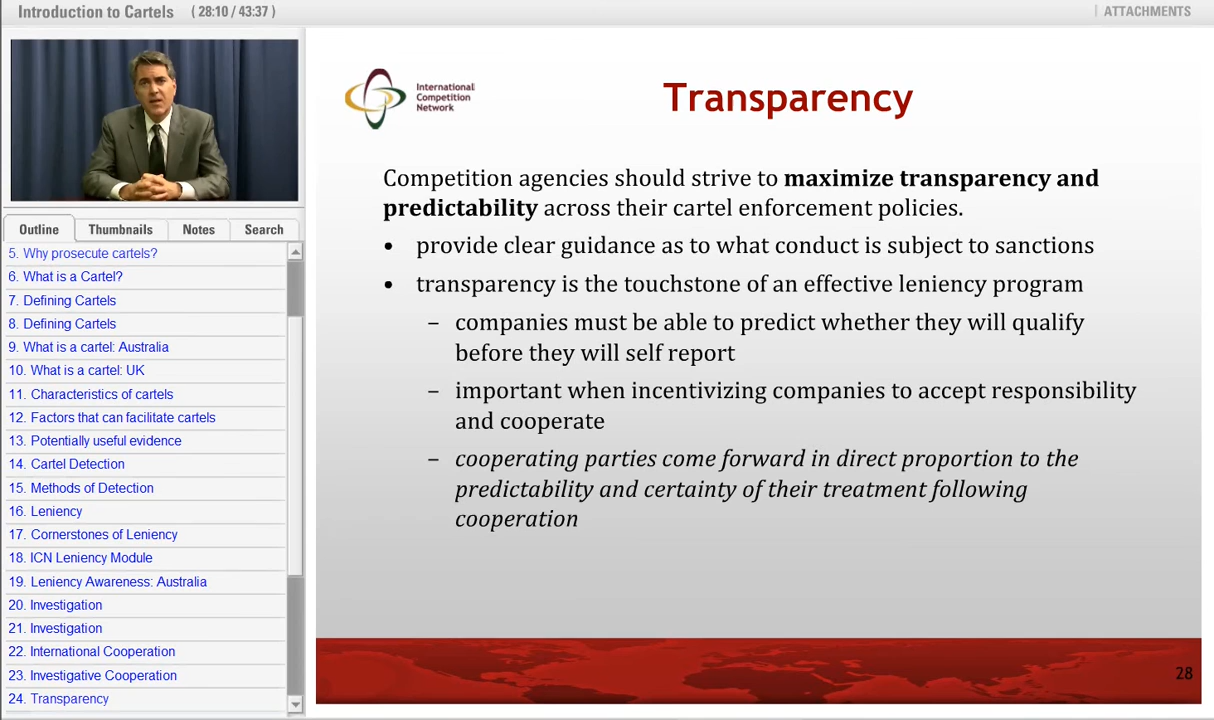 Introduction to Cartels ( 28:10 / 43:37 )
ATTACHMENTS
Outline
Thumbnails
Notes
Search
5. Why prosecute cartels?
6. What is a Cartel?
7. Defining Cartels
8. Defining Cartels
9. What is a cartel: Australia
10. What is a cartel: UK
11. Characteristics of cartels
12. Factors that can facilitate cartels
13. Potentially useful evidence
14. Cartel Detection
15. Methods of Detection
16. Leniency
17. Cornerstones of Leniency
18. ICN Leniency Module
19. Leniency Awareness: Australia
20. Investigation
21. Investigation
22. International Cooperation
23. Investigative Cooperation
24. Transparency
International
Competition
Network
Transparency
Competition agencies should strive to maximize transparency and
predictability across their cartel enforcement policies.
• provide clear guidance as to what conduct is subject to sanctions
• transparency is the touchstone of an effective leniency program
– companies must be able to predict whether they will qualify
before they will self report
– important when incentivizing companies to accept responsibility
and cooperate
– cooperating parties come forward in direct proportion to the
predictability and certainty of their treatment following
cooperation
28